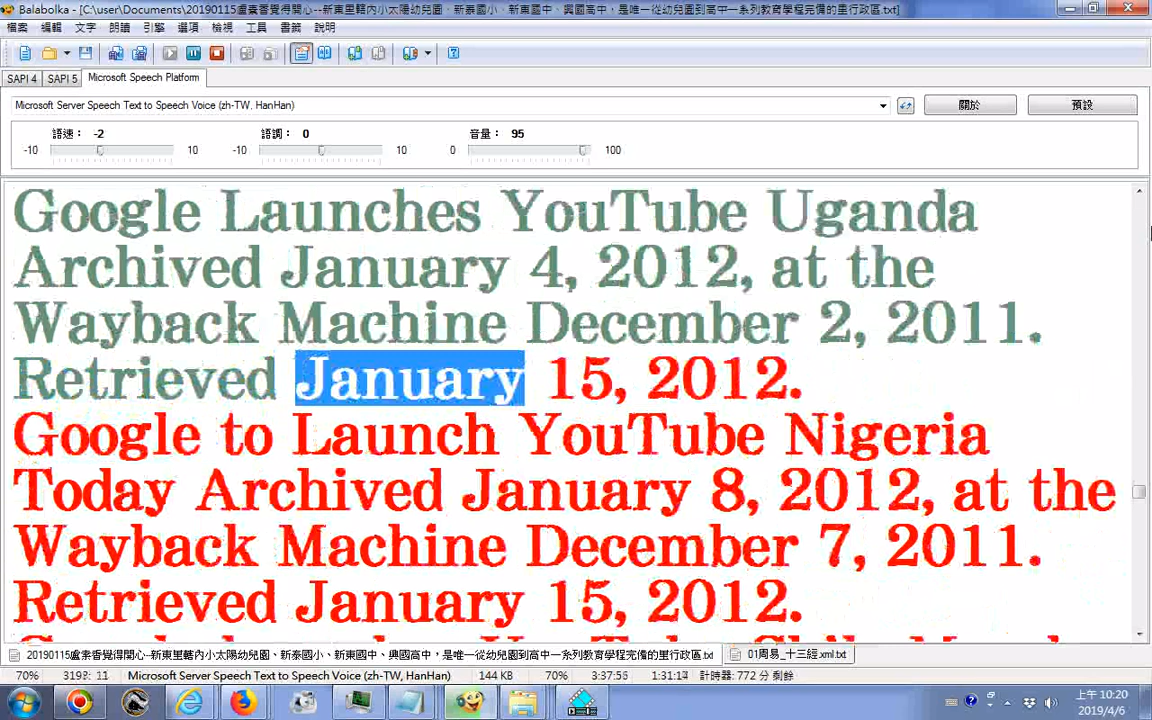 Balabolka - [C:\user\Documents\20190115盧素香覺得開心--新東里轄內小太陽幼兒園、新泰國小、新東國中、興國高中，是唯一從幼兒園到高中一系列教育學程完備的里行政區.txt]
檔案 編輯 文字 朗讀 引擎 選項 檢視 工具 書籤 說明
SAPI 4 SAPI 5 Microsoft Speech Platform
Microsoft Server Speech Text to Speech Voice (zh-TW, HanHan) 關於 預設
語速： -2 語調： 0 音量： 95
-10 10 -10 10 0 100
Google Launches YouTube Uganda
Archived January 4, 2012, at the
Wayback Machine December 2, 2011.
Retrieved January 15, 2012.
Google to Launch YouTube Nigeria
Today Archived January 8, 2012, at the
Wayback Machine December 7, 2011.
Retrieved January 15, 2012.
20190115盧素香覺得開心--新東里轄內小太陽幼兒園、新泰國小、新東國中、興國高中，是唯一從幼兒園到高中一系列教育學程完備的里行政區.txt 01周易_十三經.xml.txt
70% 319?: 11 Microsoft Server Speech Text to Speech Voice (zh-TW, HanHan) 144 KB 70% 3:37:56 1:31:14 計時器: 772 分 剩餘
上午 10:20
2019/4/6